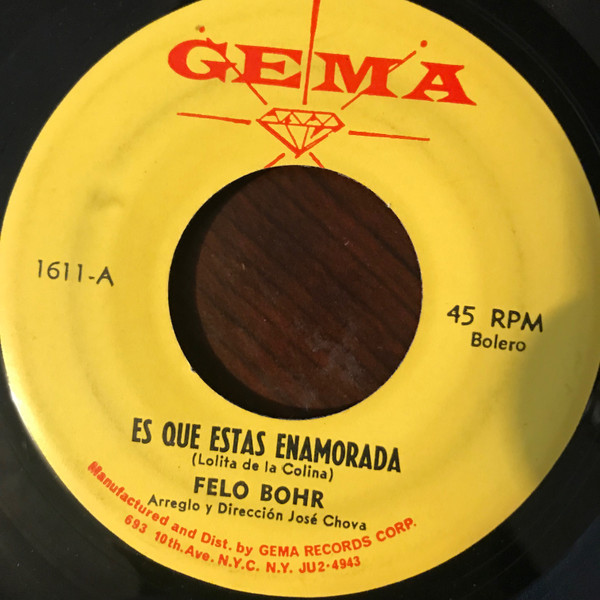 GEMA
1611-A
45 RPM
Bolero
ES QUE ESTAS ENAMORADA
(Lolita de la Colina)
FELO BOHR
Arreglo y Dirección José Chova
Manufactured and Dist. by GEMA RECORDS CORP.
693 10th. Ave. N.Y.C. N.Y. JU2-4943